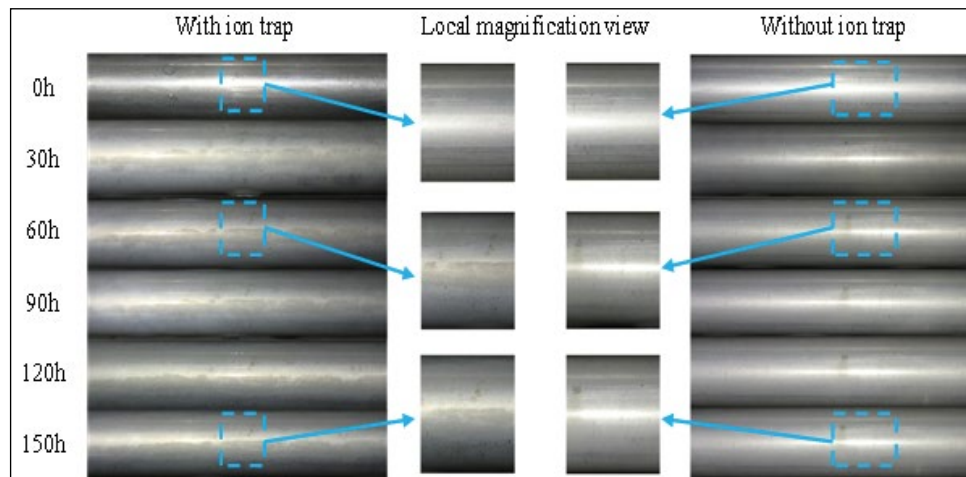 With ion trap Local magnification view Without ion trap
0h
30h
60h
90h
120h
150h